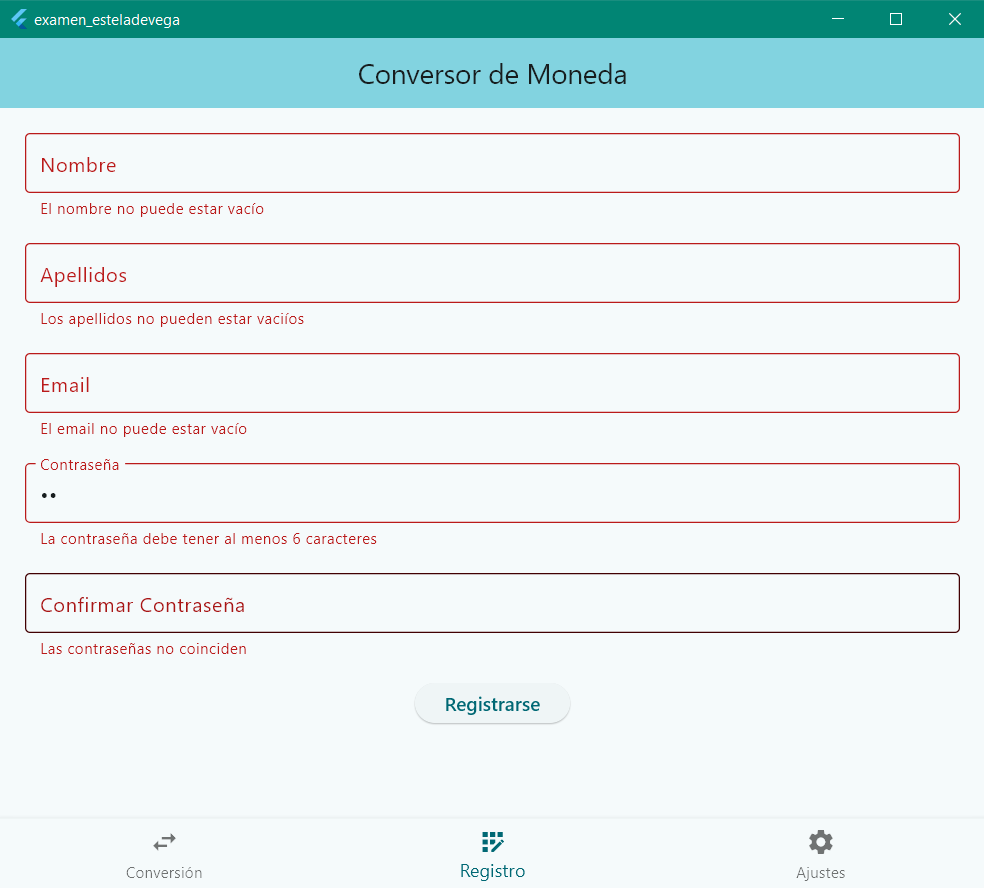 examen_esteladevega
Conversor de Moneda
Nombre
El nombre no puede estar vacío
Apellidos
Los apellidos no pueden estar vaciíos
Email
El email no puede estar vacío
Contraseña
••
La contraseña debe tener al menos 6 caracteres
Confirmar Contraseña
Las contraseñas no coinciden
Registrarse
Conversión
Registro
Ajustes